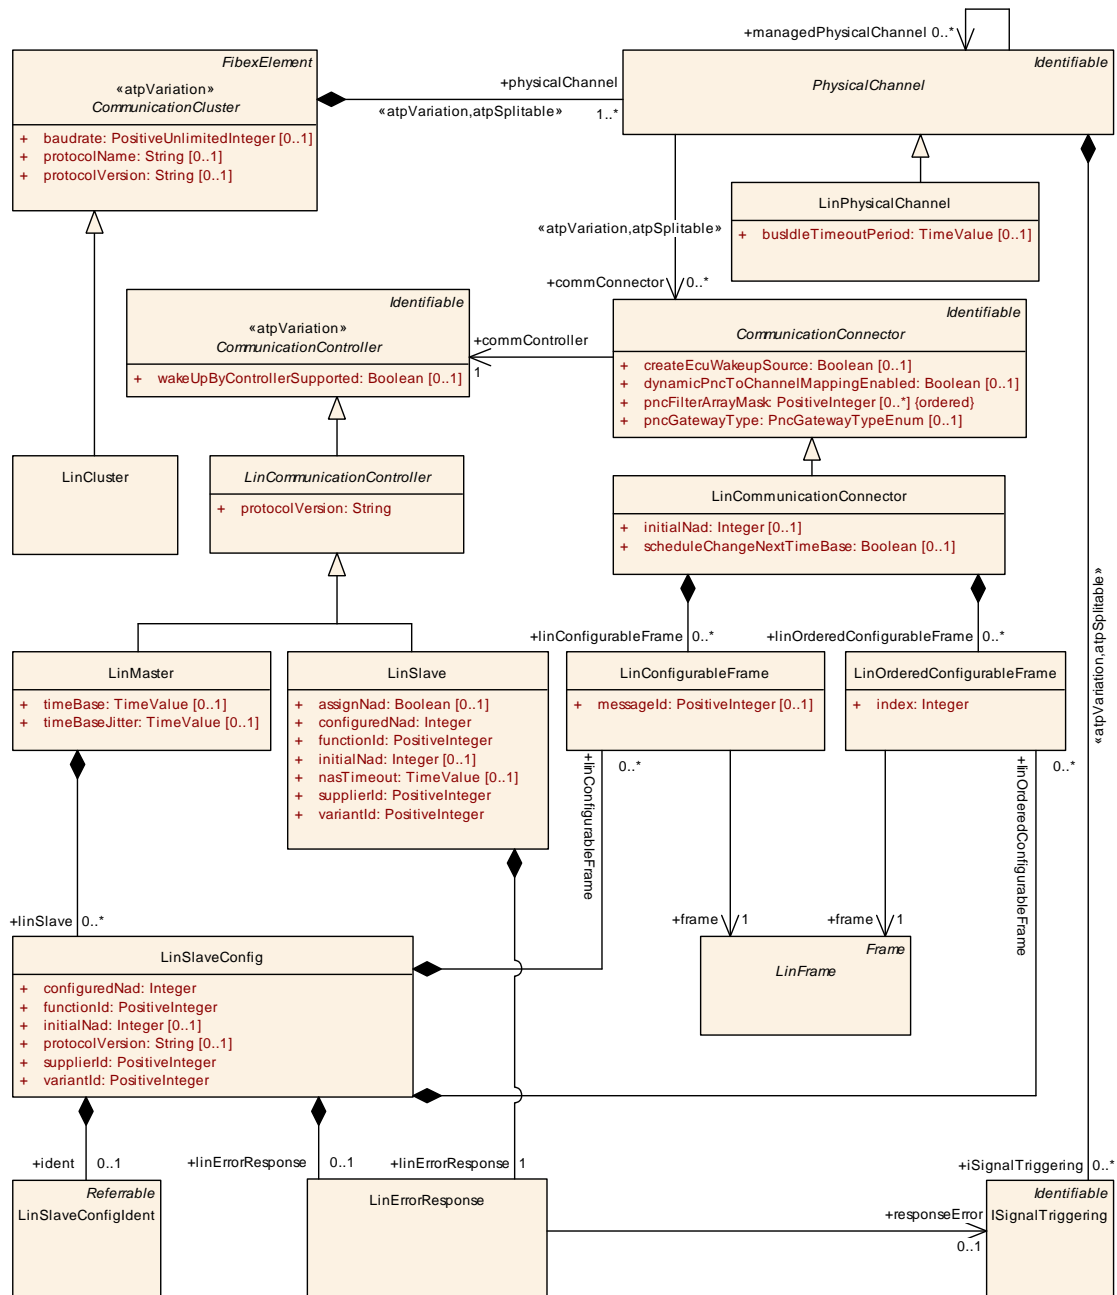 +managedPhysicalChannel 0..*
FibexElement
«atpVariation»
CommunicationCluster
+ baudrate: PositiveUnlimitedInteger [0..1]
+ protocolName: String [0..1]
+ protocolVersion: String [0..1]
+physicalChannel
«atpVariation,atpSplitable»
1..*
Identifiable
PhysicalChannel
LinPhysicalChannel
+ busIdleTimeoutPeriod: TimeValue [0..1]
«atpVariation,atpSplitable»
+commConnector 0..*
Identifiable
«atpVariation»
CommunicationController
+ wakeUpByControllerSupported: Boolean [0..1]
+commController
1
Identifiable
CommunicationConnector
+ createEcuWakeupSource: Boolean [0..1]
+ dynamicPncToChannelMappingEnabled: Boolean [0..1]
+ pncFilterArrayMask: PositiveInteger [0..*] {ordered}
+ pncGatewayType: PncGatewayTypeEnum [0..1]
LinCluster
LinCommunicationController
+ protocolVersion: String
LinCommunicationConnector
+ initialNad: Integer [0..1]
+ scheduleChangeNextTimeBase: Boolean [0..1]
«atpVariation,atpSplitable»
+linConfigurableFrame 0..*
+linOrderedConfigurableFrame 0..*
LinMaster
+ timeBase: TimeValue [0..1]
+ timeBaseJitter: TimeValue [0..1]
LinSlave
+ assignNad: Boolean [0..1]
+ configuredNad: Integer
+ functionId: PositiveInteger
+ initialNad: Integer [0..1]
+ nasTimeout: TimeValue [0..1]
+ supplierId: PositiveInteger
+ variantId: PositiveInteger
LinConfigurableFrame
+ messageId: PositiveInteger [0..1]
LinOrderedConfigurableFrame
+ index: Integer
+linConfigurableFrame
0..*
+linOrderedConfigurableFrame
0..*
+linSlave 0..*
+frame 1
+frame 1
Frame
LinFrame
LinSlaveConfig
+ configuredNad: Integer
+ functionId: PositiveInteger
+ initialNad: Integer [0..1]
+ protocolVersion: String [0..1]
+ supplierId: PositiveInteger
+ variantId: PositiveInteger
+ident 0..1
+linErrorResponse 0..1
+linErrorResponse 1
+iSignalTriggering 0..*
Referrable
LinSlaveConfigIdent
LinErrorResponse
+responseError
0..1
Identifiable
ISignalTriggering